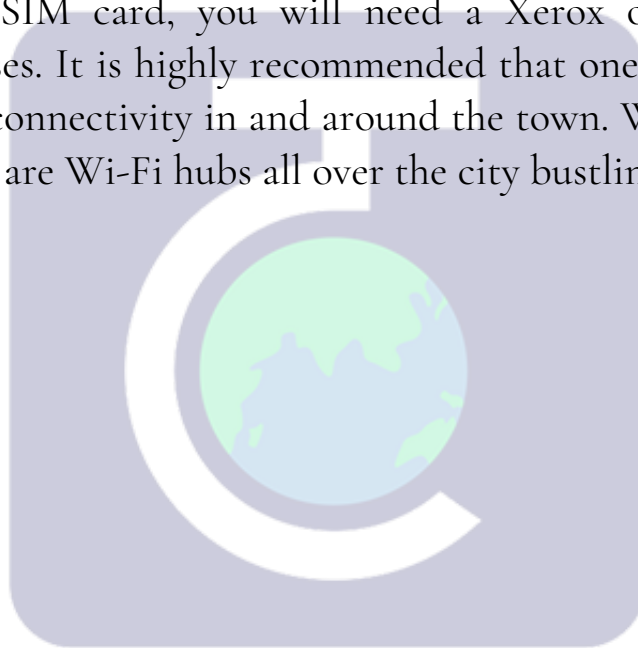 SIM card, you will need a Xerox
es. It is highly recommended that one
connectivity in and around the town.
are Wi-Fi hubs all over the city